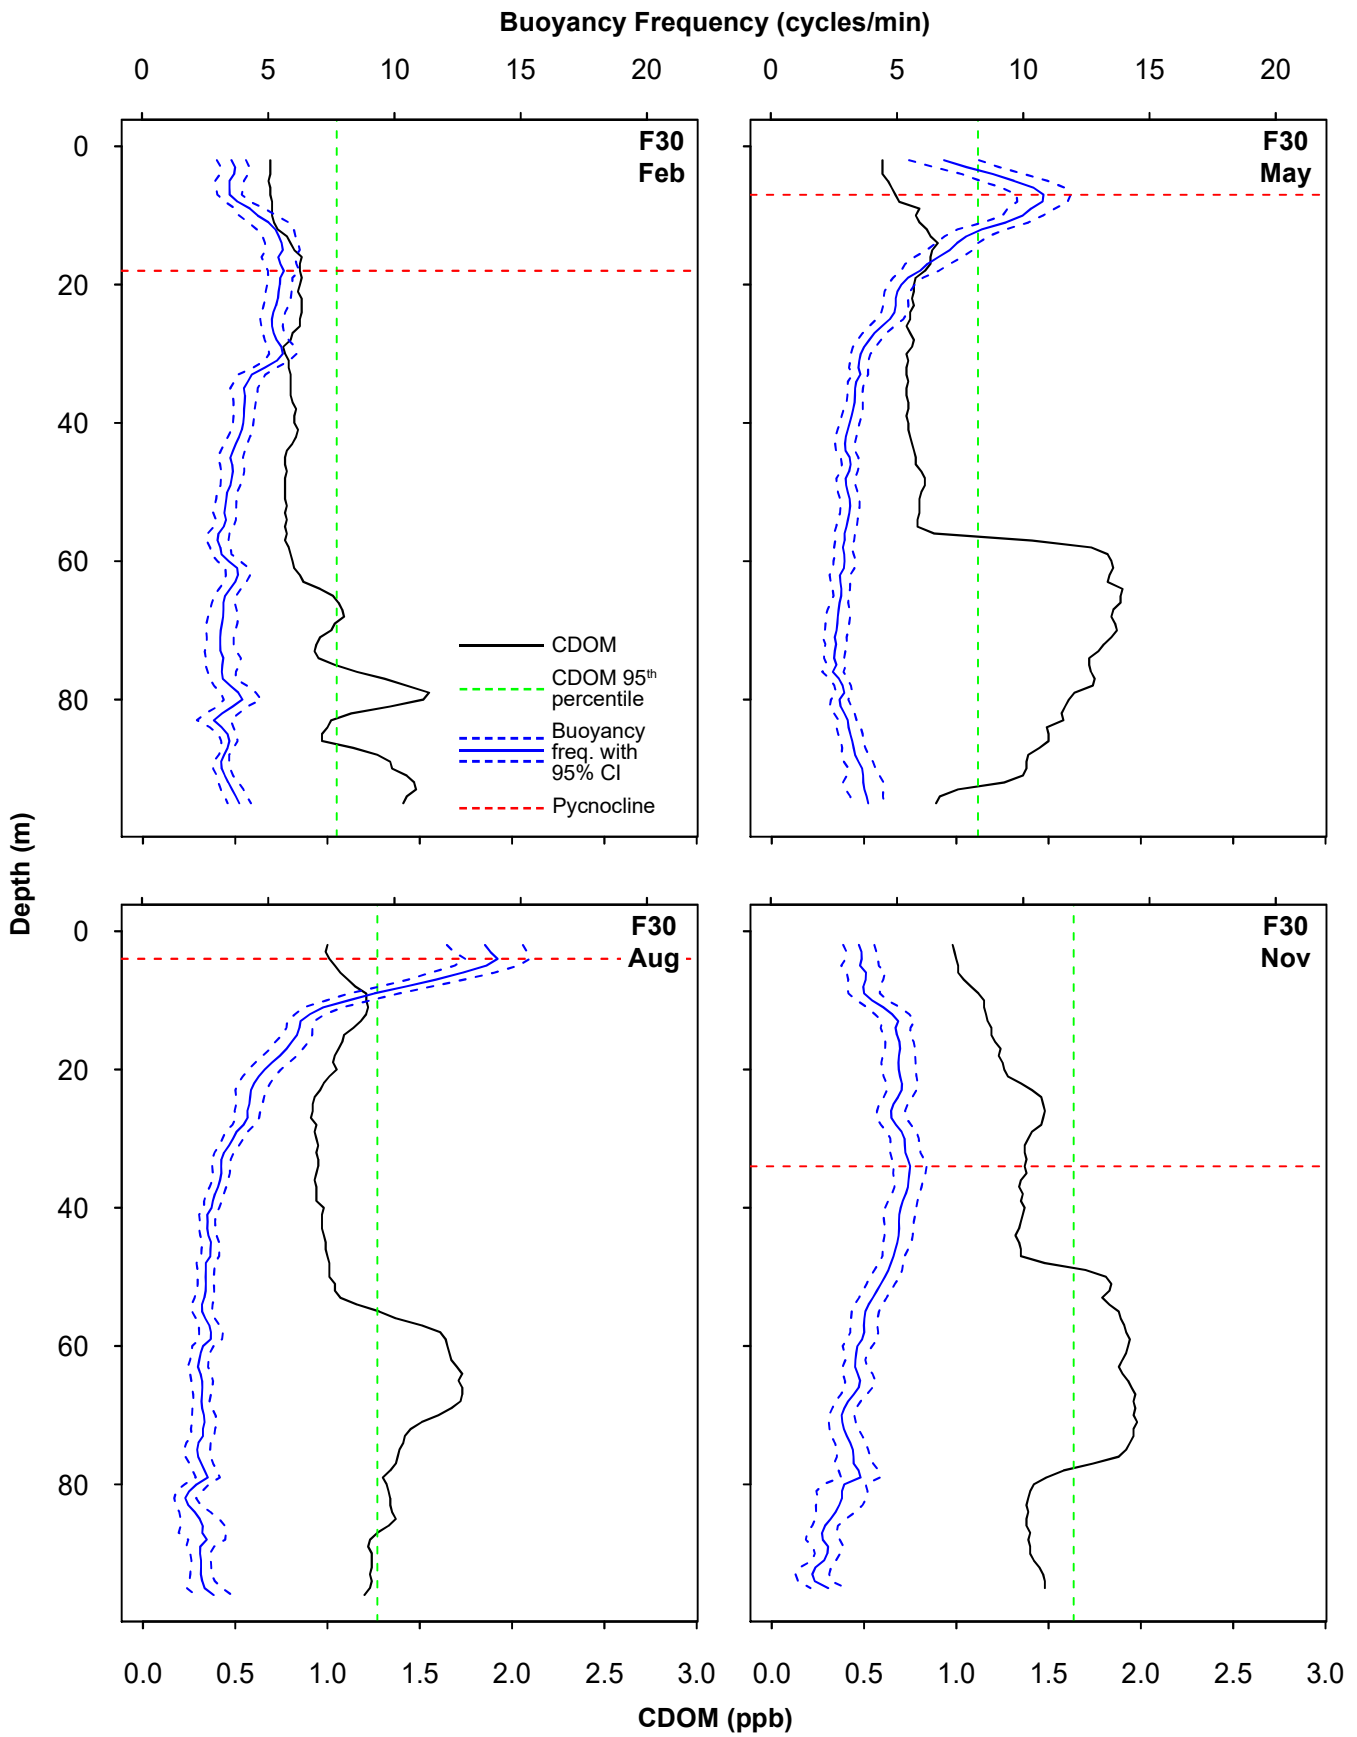 Buoyancy Frequency (cycles/min)
0 5 10 15 20 0 5 10 15 20
F30
Feb
F30
May
0
20
40
60
80
CDOM
CDOM 95th
percentile
Buoyancy
freq. with
95% CI
Pycnocline
Depth (m)
F30
Aug
F30
Nov
0
20
40
60
80
0.0 0.5 1.0 1.5 2.0 2.5 3.0 0.0 0.5 1.0 1.5 2.0 2.5 3.0
CDOM (ppb)